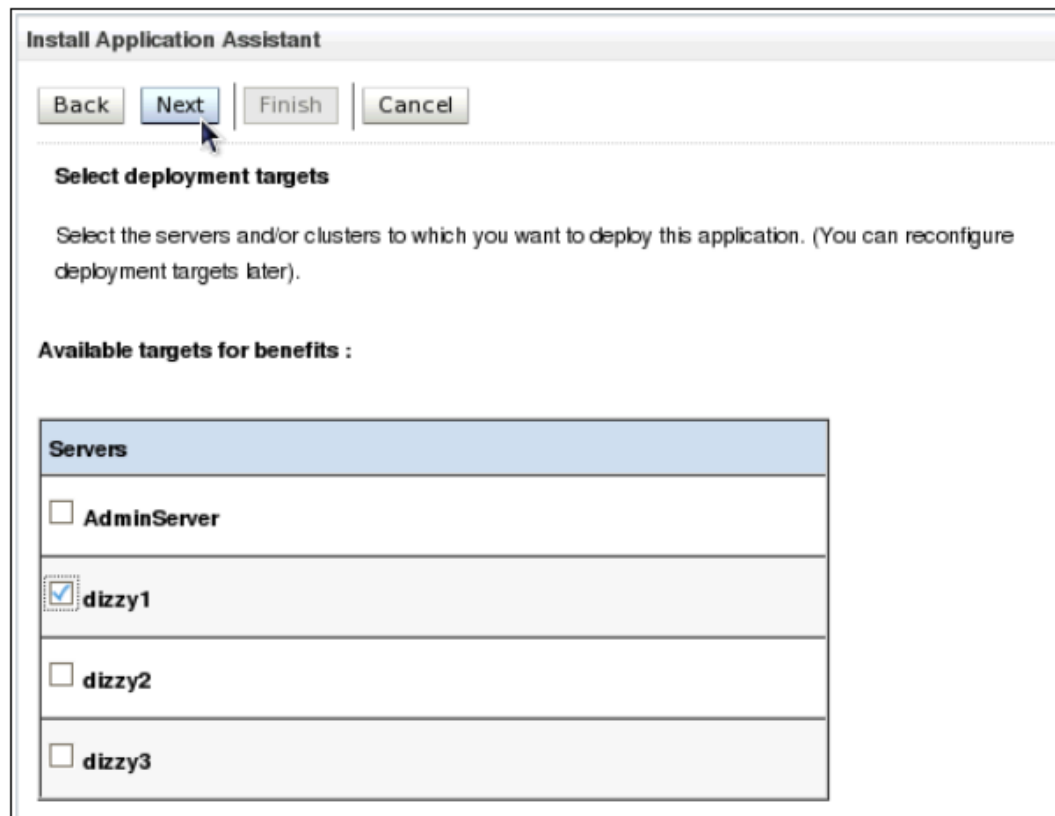 Install Application Assistant
Back Next Finish Cancel
Select deployment targets
Select the servers and/or clusters to which you want to deploy this application. (You can reconfigure
deployment targets later).
Available targets for benefits :
Servers
AdminServer
dizzy1
dizzy2
dizzy3